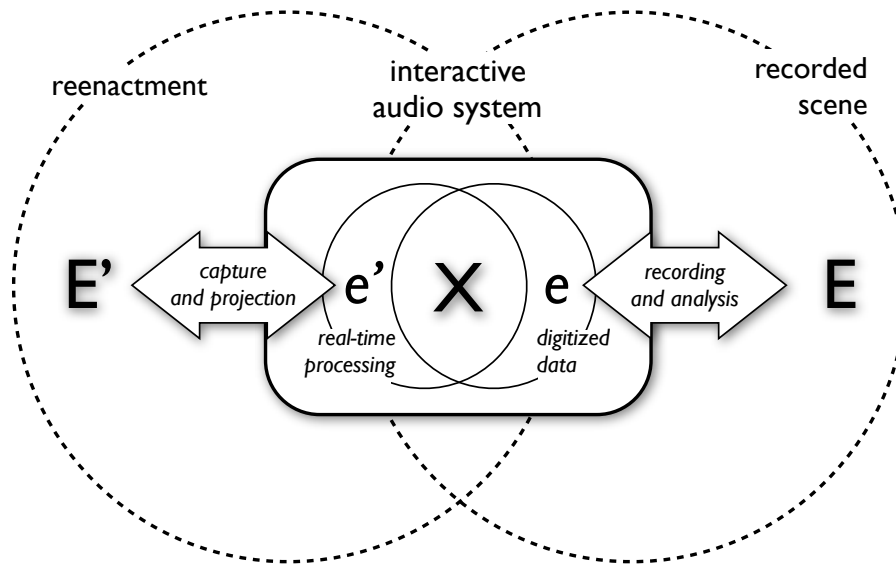 reenactment
interactive
audio system
recorded
scene
E’
capture
and projection
e’
X
e
recording
and analysis
E
real-time
processing
digitized
data